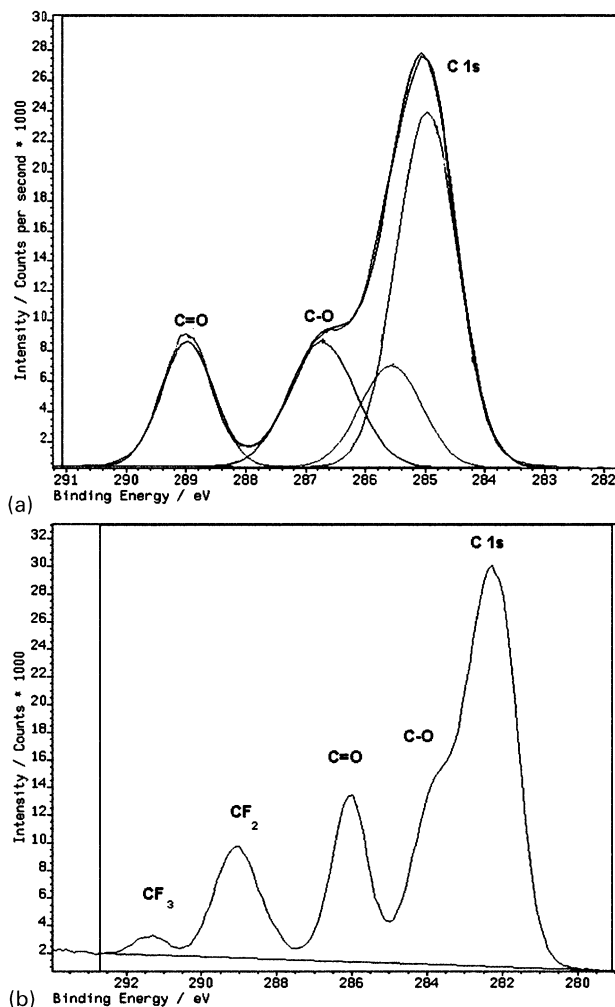 30
28
26
24
22
20
18
16
14
12
10
8
6
4
2
Intensity / Counts per second * 1000
C 1s
C=O
C-O
291 290 289 288 287 286 285 284 283 282
(a) Binding Energy / eV
32
30
28
26
24
22
20
18
16
14
12
10
8
6
4
2
Intensity / Counts * 1000
C 1s
C-O
C=O
CF2
CF3
292 290 288 286 284 282 280
(b) Binding Energy / eV